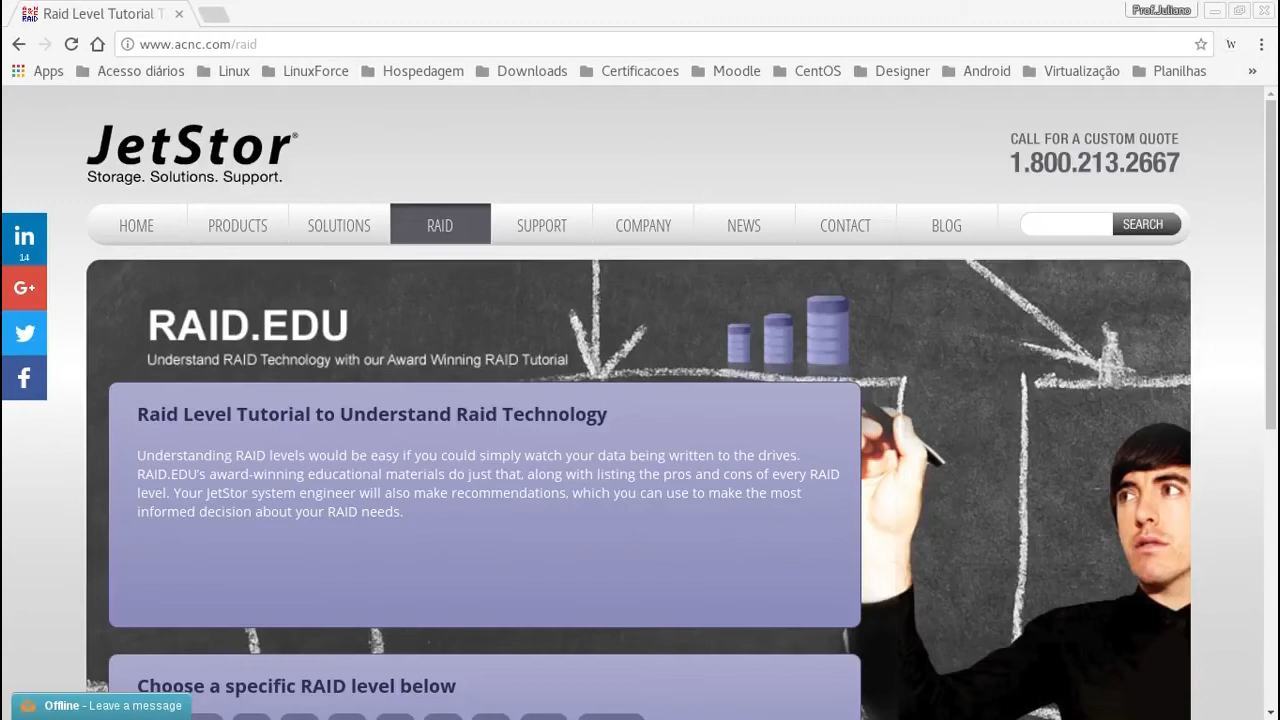 Raid Level Tutorial T
Prof.Juliano
www.acnc.com/raid
W
Apps Acesso diários Linux LinuxForce Hospedagem Downloads Certificacoes Moodle CentOS Designer Android Virtualização Planilhas »
JetStor®
Storage. Solutions. Support.
CALL FOR A CUSTOM QUOTE
1.800.213.2667
HOME PRODUCTS SOLUTIONS RAID SUPPORT COMPANY NEWS CONTACT BLOG SEARCH
in
14
G+
f
RAID.EDU
Understand RAID Technology with our Award Winning RAID Tutorial
Raid Level Tutorial to Understand Raid Technology
Understanding RAID levels would be easy if you could simply watch your data being written to the drives.
RAID.EDU's award-winning educational materials do just that, along with listing the pros and cons of every RAID
level. Your JetStor system engineer will also make recommendations, which you can use to make the most
informed decision about your RAID needs.
Choose a specific RAID level below
Offline - Leave a message